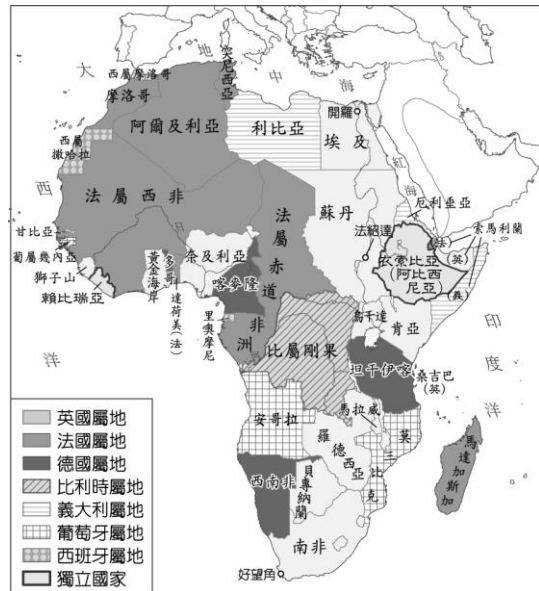 大
西
洋
地
中
海
突尼西亞
西屬摩洛哥
摩洛哥
阿爾及利亞
利比亞
開羅
埃及
西屬
撒哈拉
紅海
法屬西非
法屬赤道
非洲
蘇丹
厄利垂亞
法紹達
索馬利蘭
(法)
(英)
(義)
衣索比亞
阿比西
尼亞
甘比亞
葡屬幾內亞
獅子山
賴比瑞亞
黃金海岸
多哥
達荷美(法)
奈及利亞
喀麥隆
里奧摩尼
烏干達
肯亞
比屬剛果
坦干伊喀
桑吉巴
(英)
印
度
洋
安哥拉
馬拉威
羅德西亞
莫三比克
馬達加斯加
西南非
貝專納蘭
南非
好望角
英國屬地
法國屬地
德國屬地
比利時屬地
義大利屬地
葡萄牙屬地
西班牙屬地
獨立國家